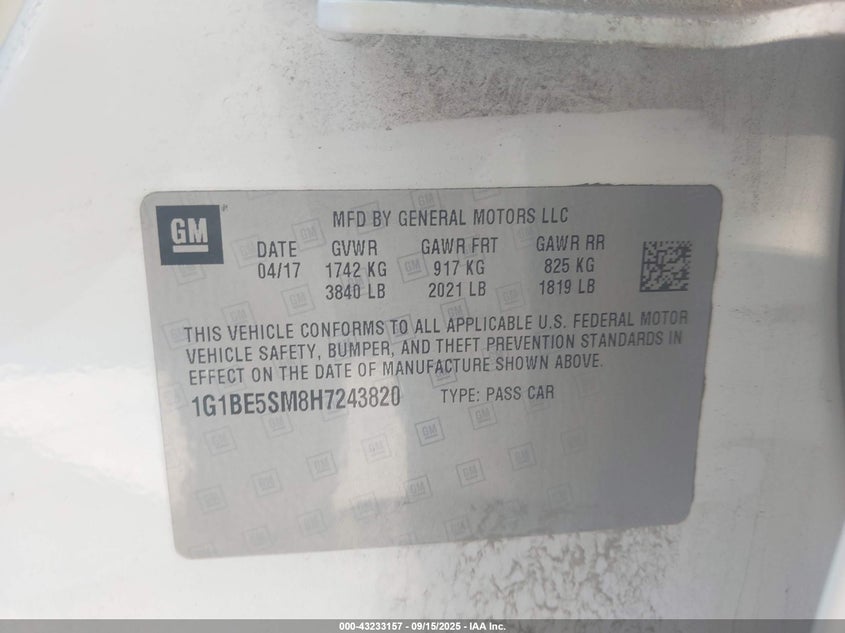 GM
MFD BY GENERAL MOTORS LLC
DATE GVWR GAWR FRT GAWR RR
04/17 1742 KG 917 KG 825 KG
3840 LB 2021 LB 1819 LB
THIS VEHICLE CONFORMS TO ALL APPLICABLE U.S. FEDERAL MOTOR
VEHICLE SAFETY, BUMPER, AND THEFT PREVENTION STANDARDS IN
EFFECT ON THE DATE OF MANUFACTURE SHOWN ABOVE.
1G1BE5SM8H7243820 TYPE: PASS CAR
000-43233157 - 09/15/2025 - IAA Inc.